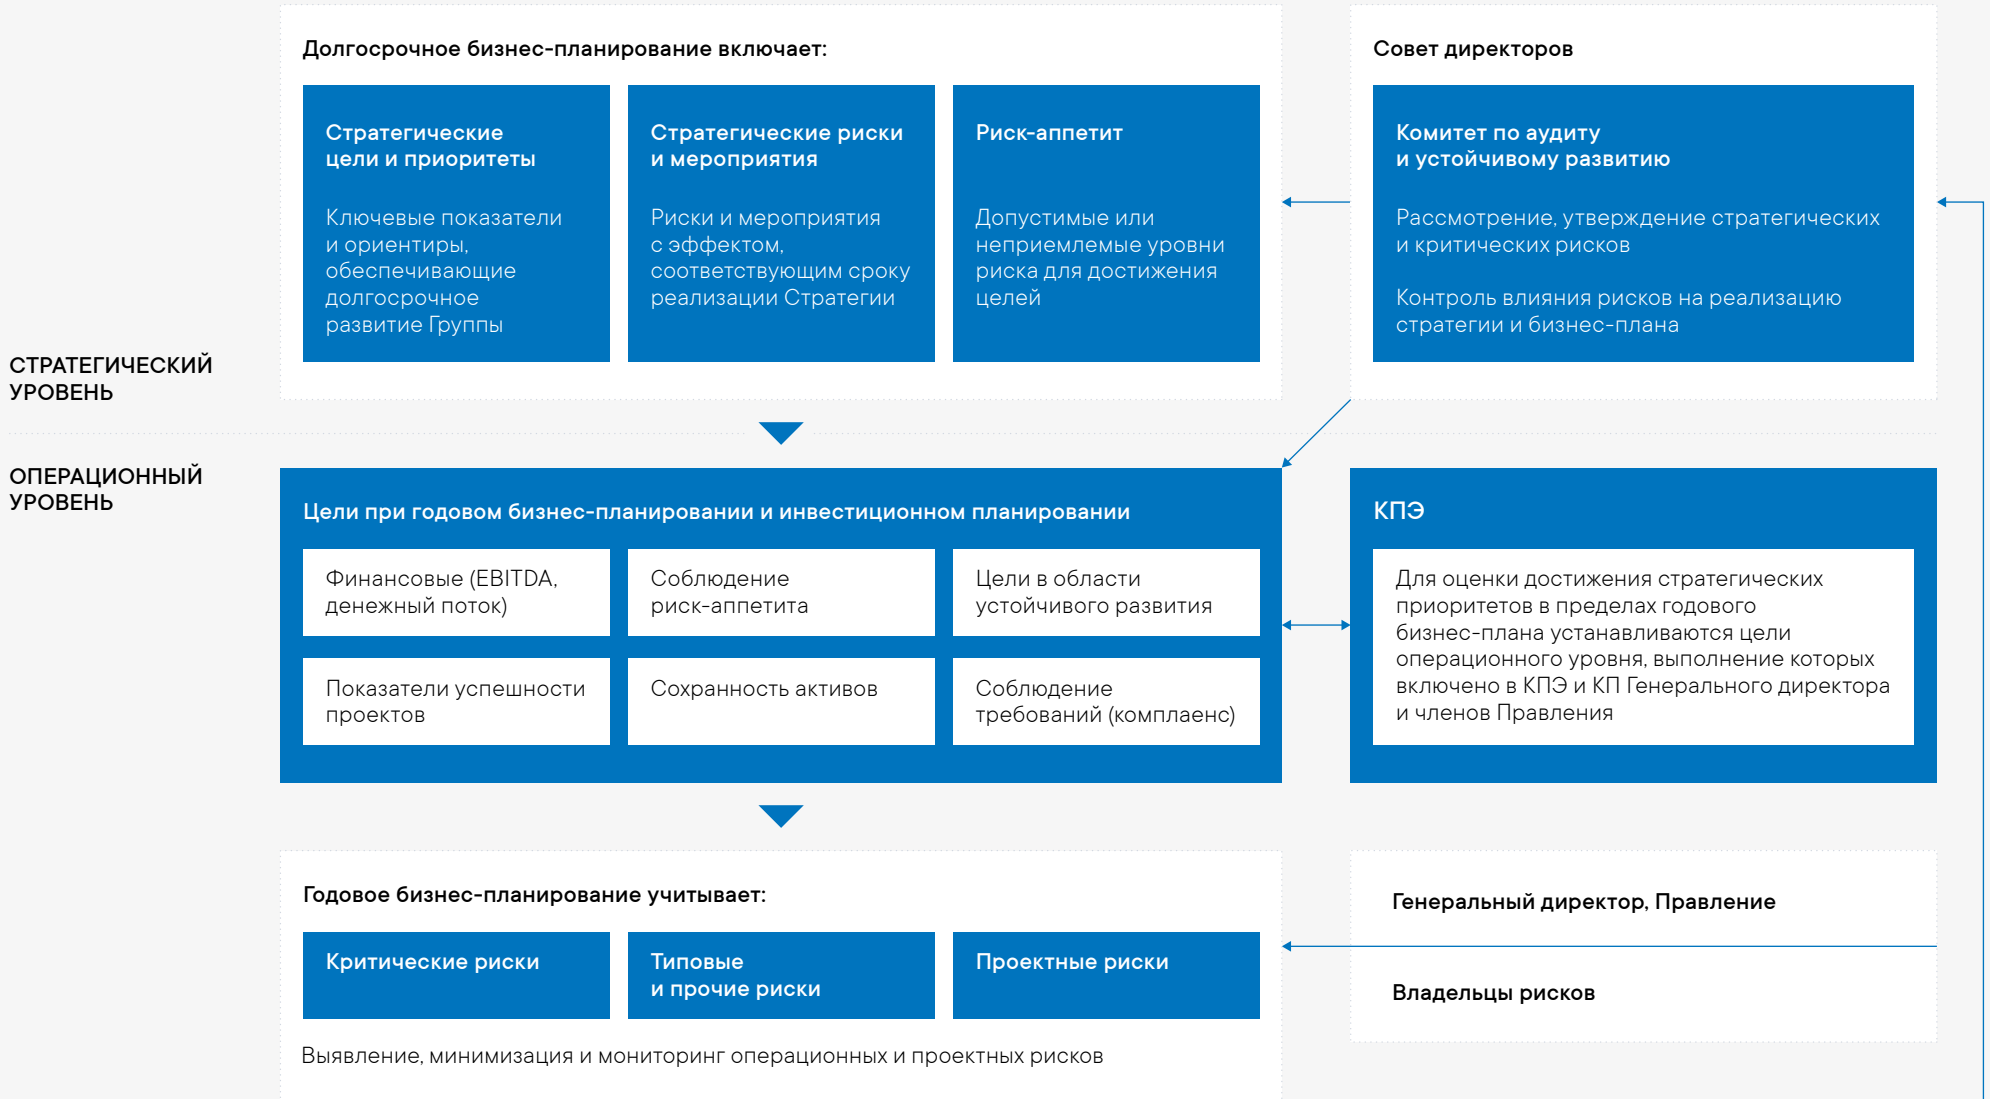 Долгосрочное бизнес-планирование включает:
Стратегические
цели и приоритеты
Ключевые показатели
и ориентиры,
обеспечивающие
долгосрочное
развитие Группы
Стратегические риски
и мероприятия
Риски и мероприятия
с эффектом,
соответствующим сроку
реализации Стратегии
Риск-аппетит
Допустимые или
неприемлемые уровни
риска для достижения
целей
Совет директоров
Комитет по аудиту
и устойчивому развитию
Рассмотрение, утверждение стратегических
и критических рисков
Контроль влияния рисков на реализацию
стратегии и бизнес-плана
СТРАТЕГИЧЕСКИЙ
УРОВЕНЬ
ОПЕРАЦИОННЫЙ
УРОВЕНЬ
Цели при годовом бизнес-планировании и инвестиционном планировании
Финансовые (EBITDA,
денежный поток)
Соблюдение
риск-аппетита
Цели в области
устойчивого развития
Показатели успешности
проектов
Сохранность активов
Соблюдение
требований (комплаенс)
КПЭ
Для оценки достижения стратегических
приоритетов в пределах годового
бизнес-плана устанавливаются цели
операционного уровня, выполнение которых
включено в КПЭ и КП Генерального директора
и членов Правления
Годовое бизнес-планирование учитывает:
Критические риски
Типовые
и прочие риски
Проектные риски
Выявление, минимизация и мониторинг операционных и проектных рисков
Генеральный директор, Правление
Владельцы рисков